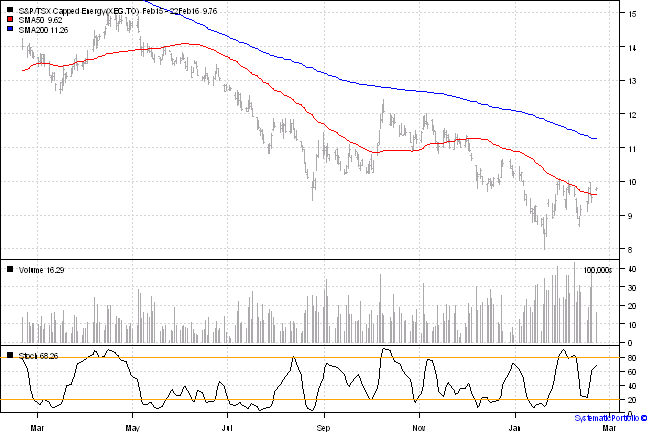 S&P/TSX Capped Energy(XEG.TO) Feb15 - 22Feb16 9.76
SMA50 9.62
SMA200 11.26
15
14
13
12
11
10
9
8
Volume 16.29
100,000s
40
30
20
10
0
Stoch 68.26
80
60
40
20
0
Mar May Jul Sep Nov Jan Mar
SystematicPortfolio ©